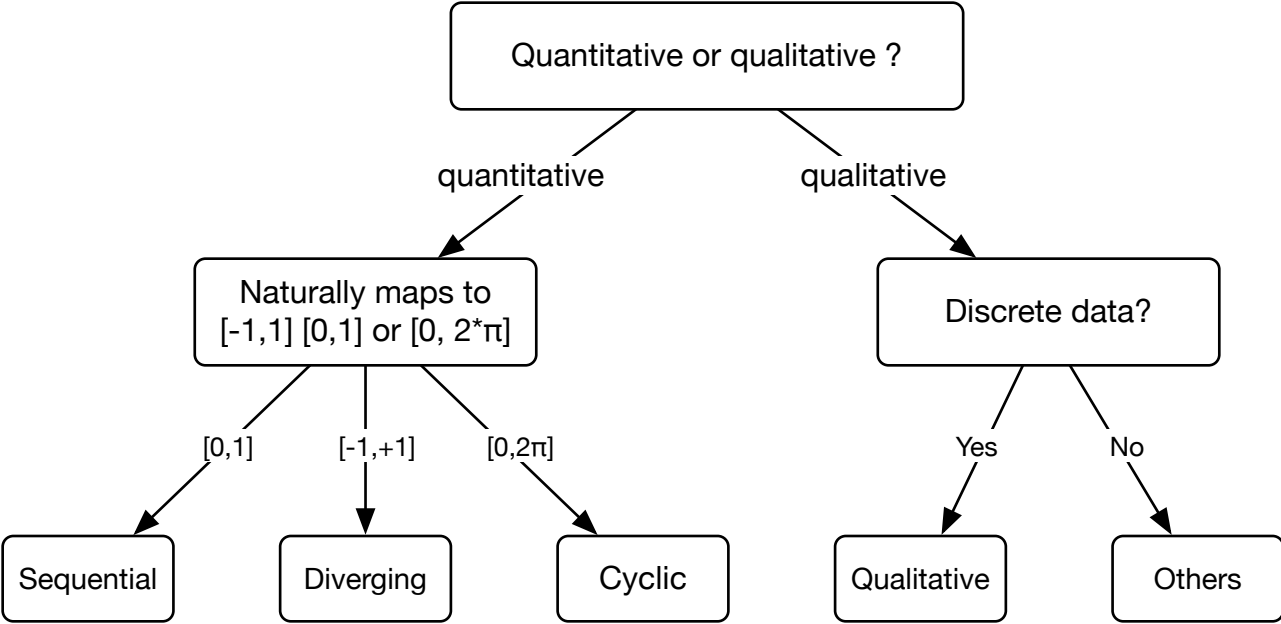 Quantitative or qualitative ?
quantitative
qualitative
Naturally maps to
[-1,1] [0,1] or [0, 2*π]
Discrete data?
[0,1]
[-1,+1]
[0,2π]
Yes
No
Sequential
Diverging
Cyclic
Qualitative
Others